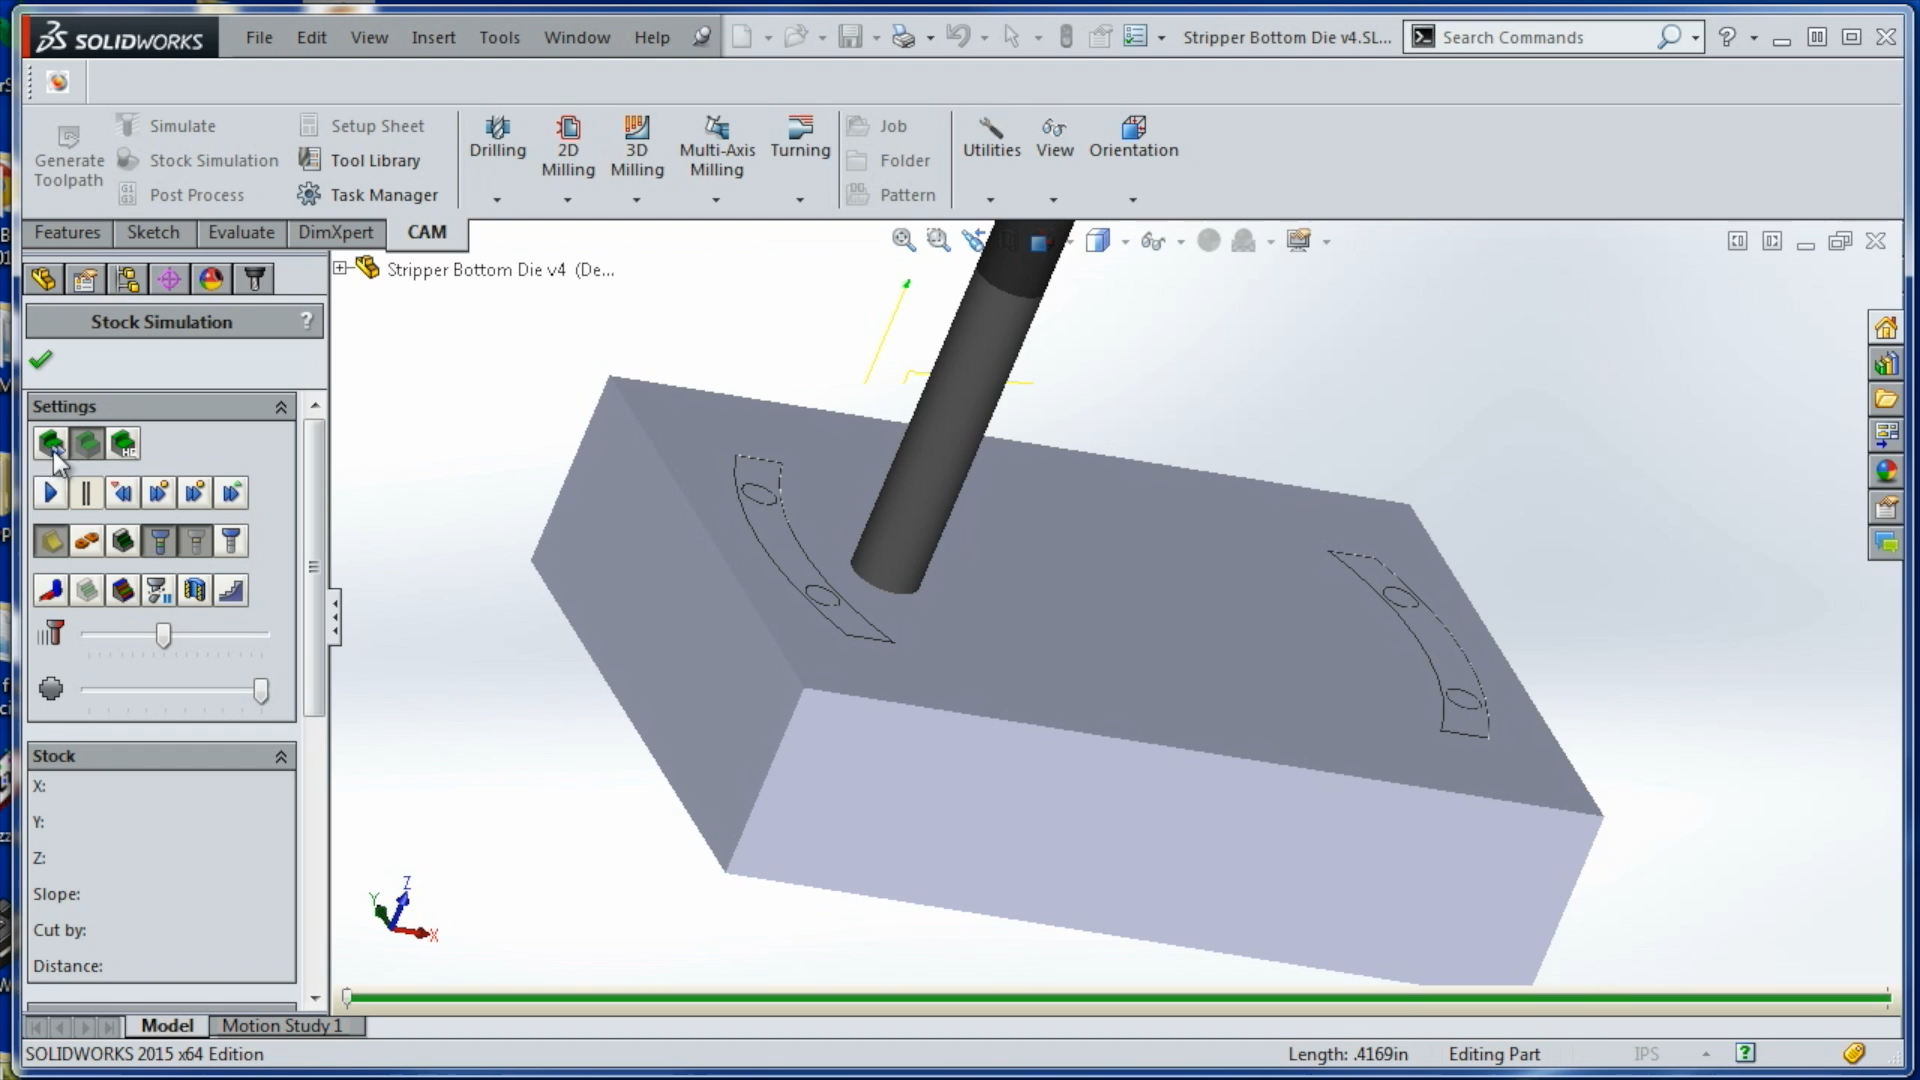 SOLIDWORKS File Edit View Insert Tools Window Help Stripper Bottom Die v4.SL... Search Commands
Simulate Setup Sheet Job
Generate Toolpath Stock Simulation Tool Library Drilling 2D Milling 3D Milling Multi-Axis Milling Turning Folder Utilities View Orientation
Post Process Task Manager Pattern
Features Sketch Evaluate DimXpert CAM
Stripper Bottom Die v4 (De...
Stock Simulation ?
Settings
Stock
X:
Y:
Z:
Slope:
Cut by:
Distance:
Z
Y
X
Model Motion Study 1
SOLIDWORKS 2015 x64 Edition Length: .4169in Editing Part IPS